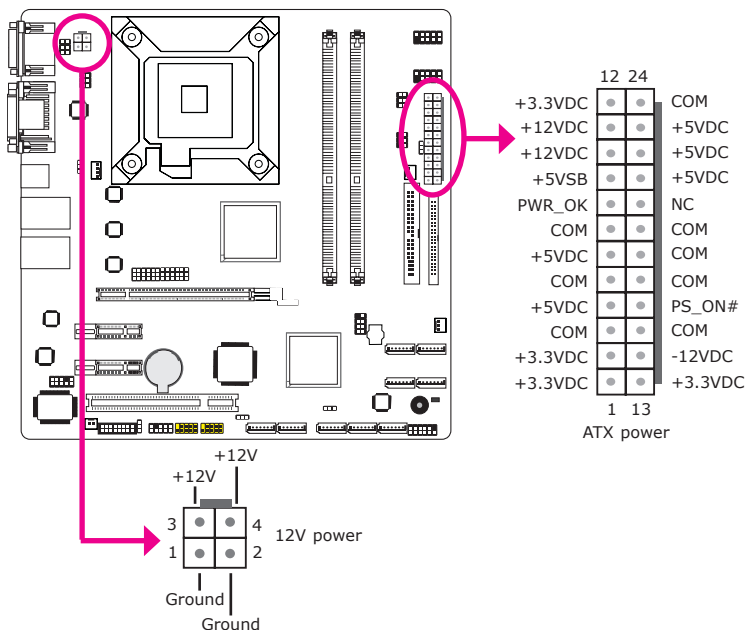 12 24
+3.3VDC COM
+12VDC +5VDC
+12VDC +5VDC
+5VSB +5VDC
PWR_OK NC
COM COM
+5VDC COM
COM COM
+5VDC PS_ON#
COM COM
+3.3VDC -12VDC
+3.3VDC +3.3VDC
1 13
ATX power
+12V
+12V
3 4
12V power
1 2
Ground
Ground